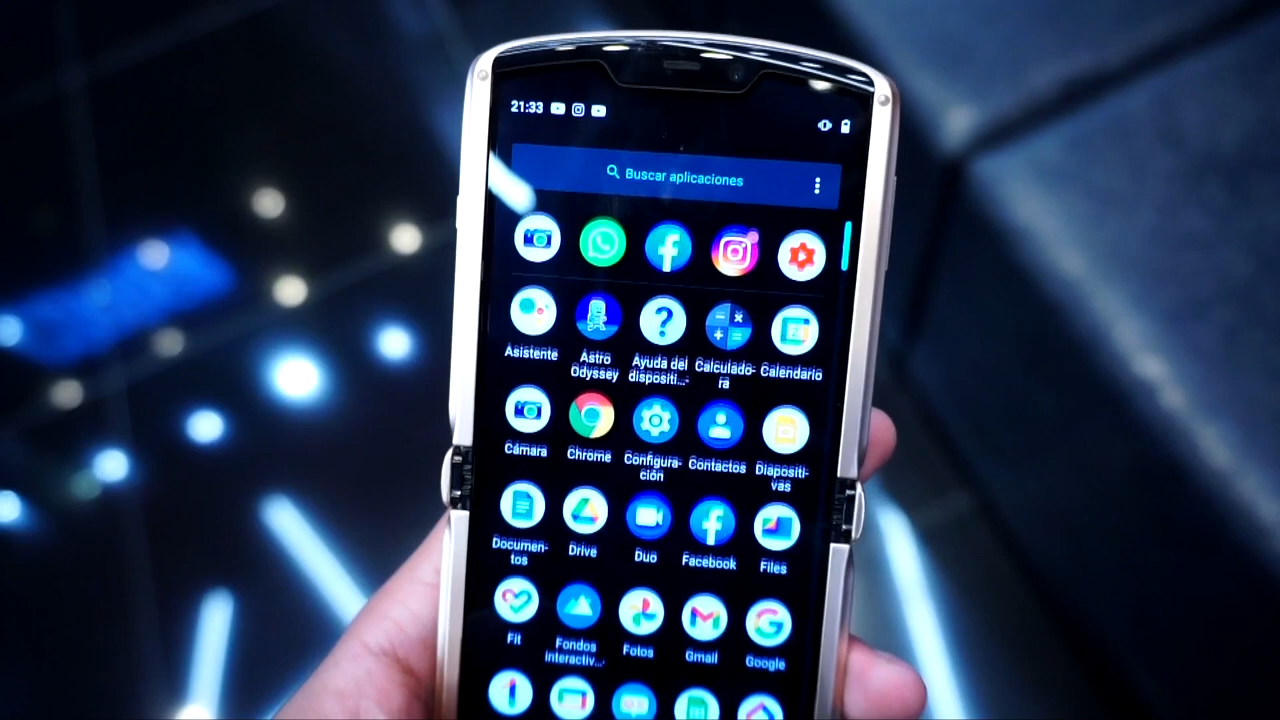 21:33
Buscar aplicaciones
Asistente
Astro
Odyssey
Ayuda del
dispositi...
Calculado-
ra
Calendario
Cámara
Chrome
Configura-
ción
Contactos
Diapositi-
vas
Documen-
tos
Drive
Duo
Facebook
Files
Fit
Fondos
interactiv...
Fotos
Gmail
Google